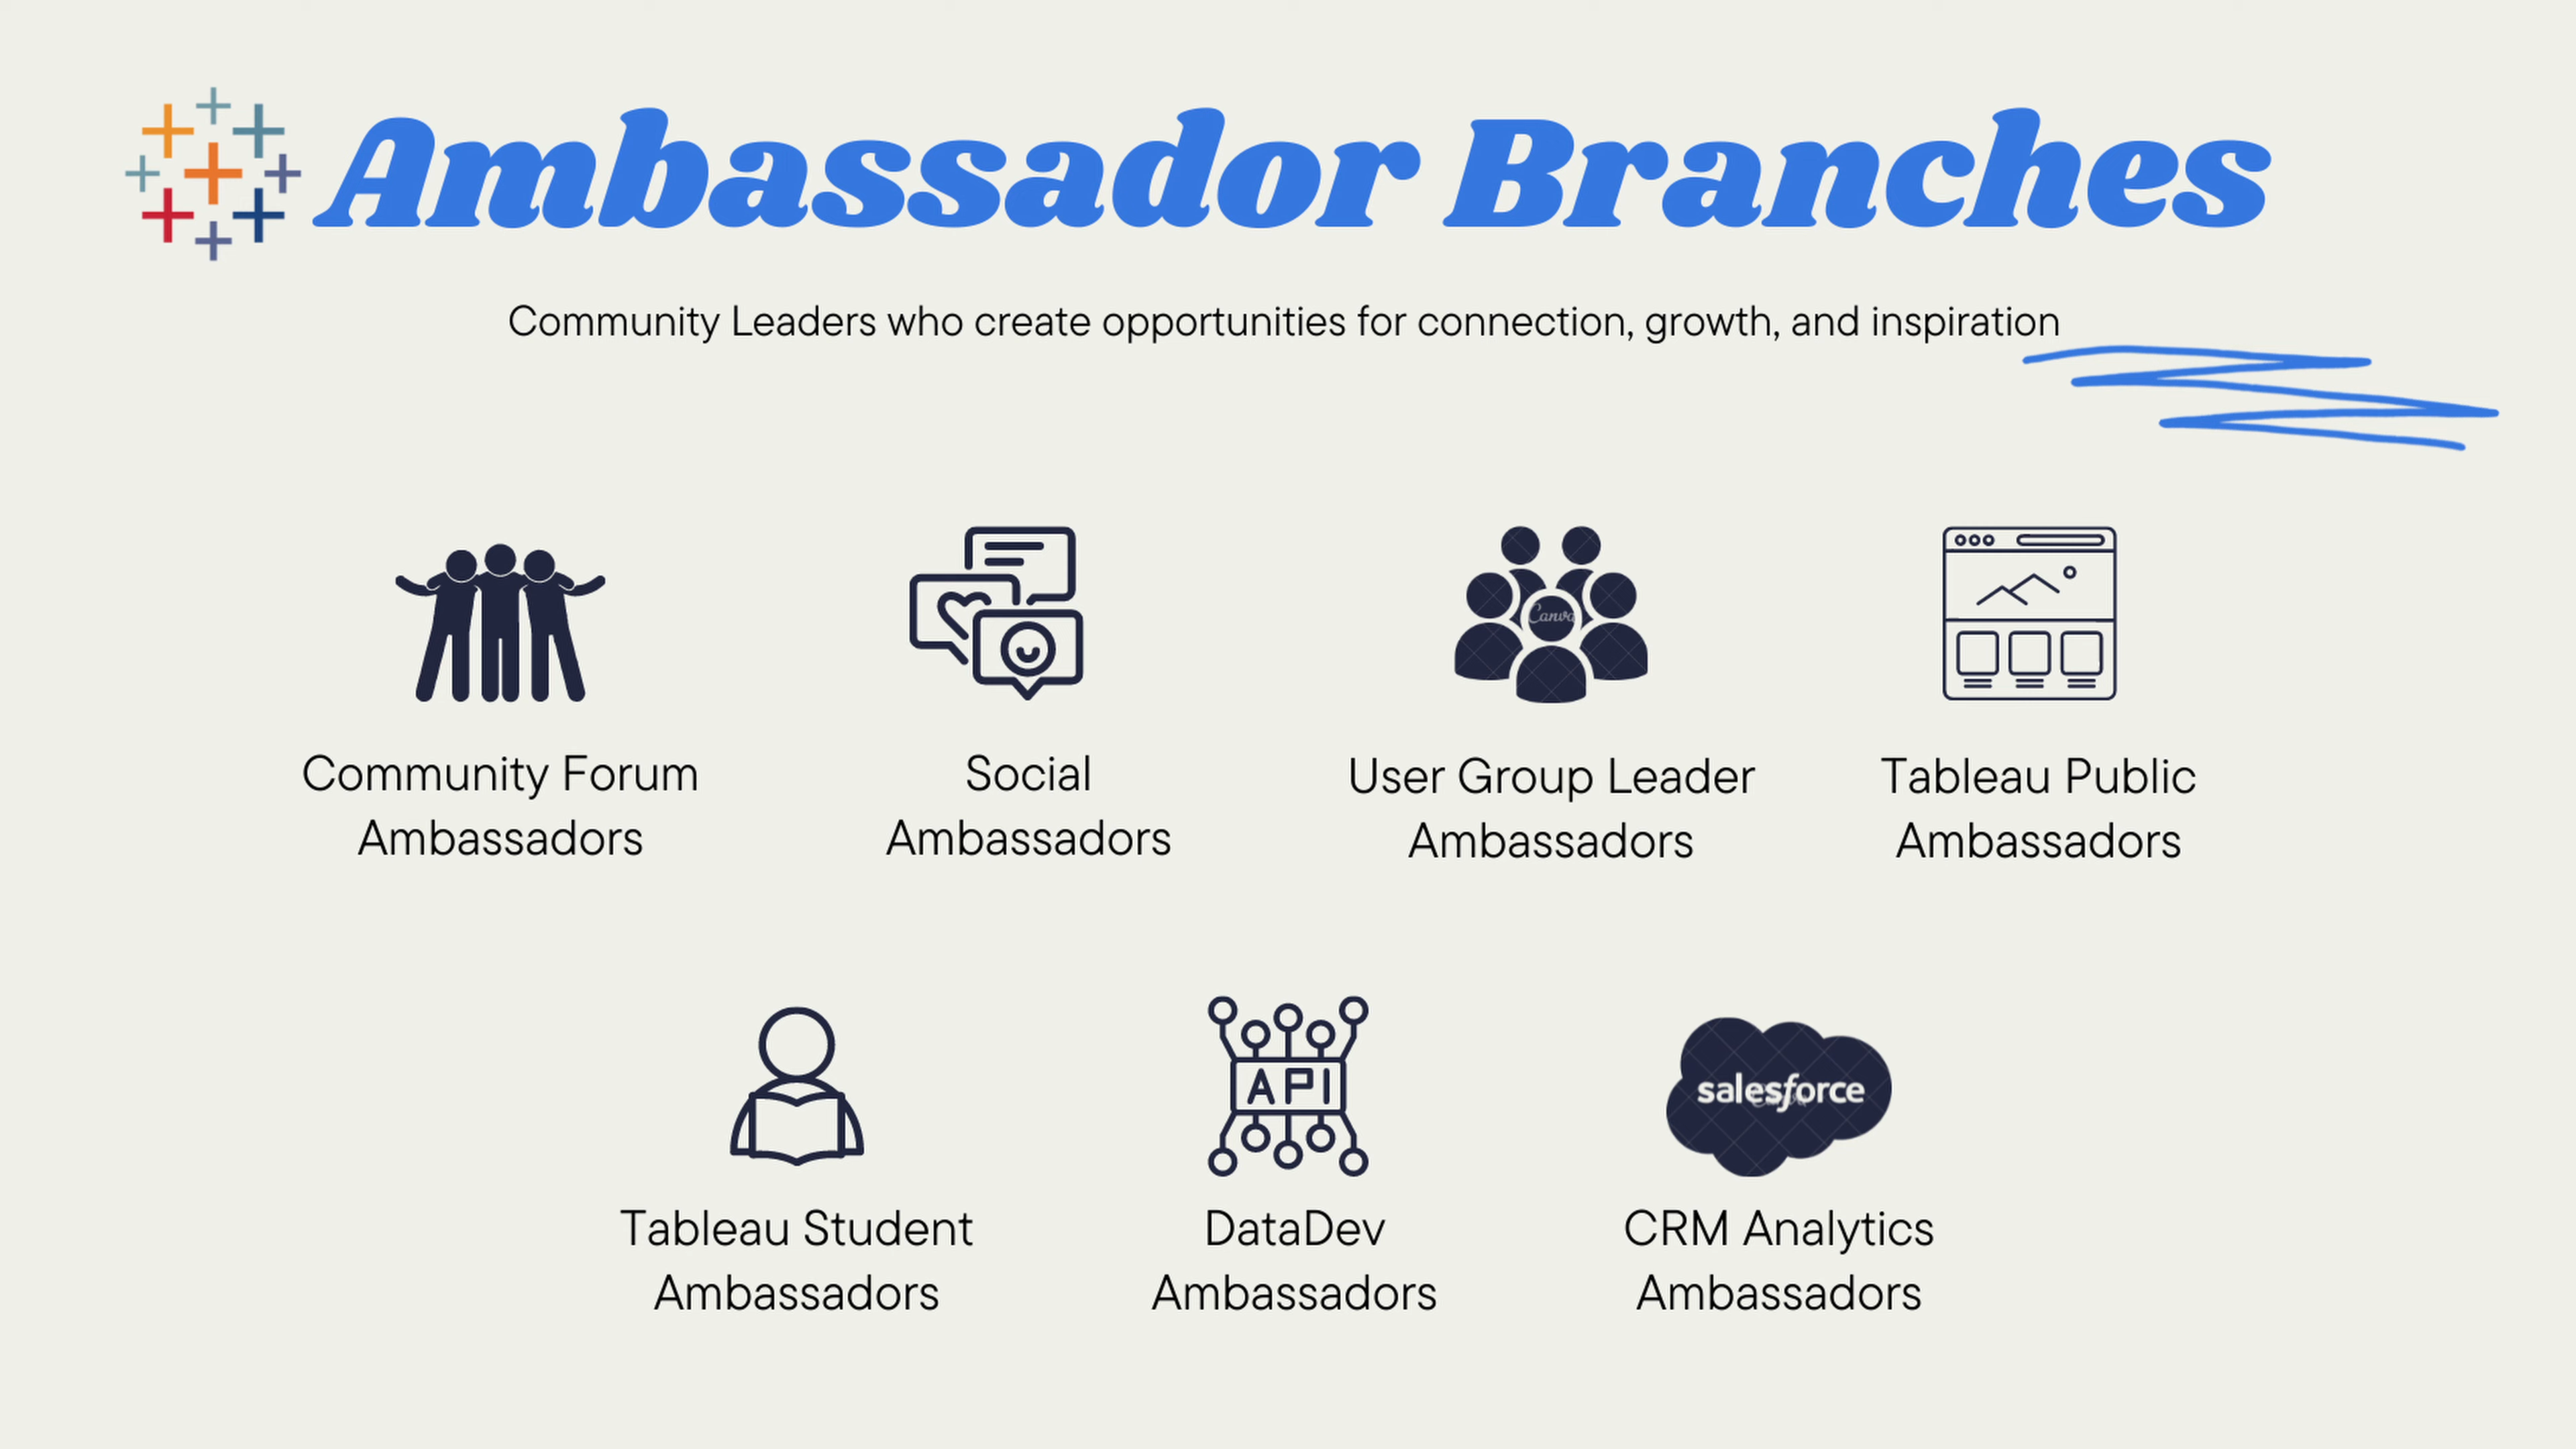 Ambassador Branches
Community Leaders who create opportunities for connection, growth, and inspiration
Canva
Community Forum
Ambassadors
Social
Ambassadors
User Group Leader
Ambassadors
Tableau Public
Ambassadors
API
salesforce
Tableau Student
Ambassadors
DataDev
Ambassadors
CRM Analytics
Ambassadors